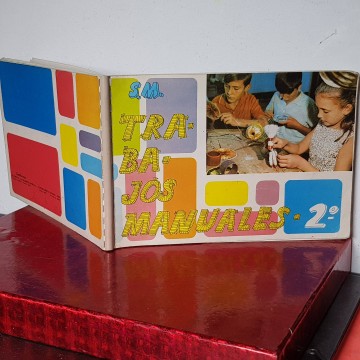 S.M.
TRA-
BA-
JOS
MANUALES · 2º